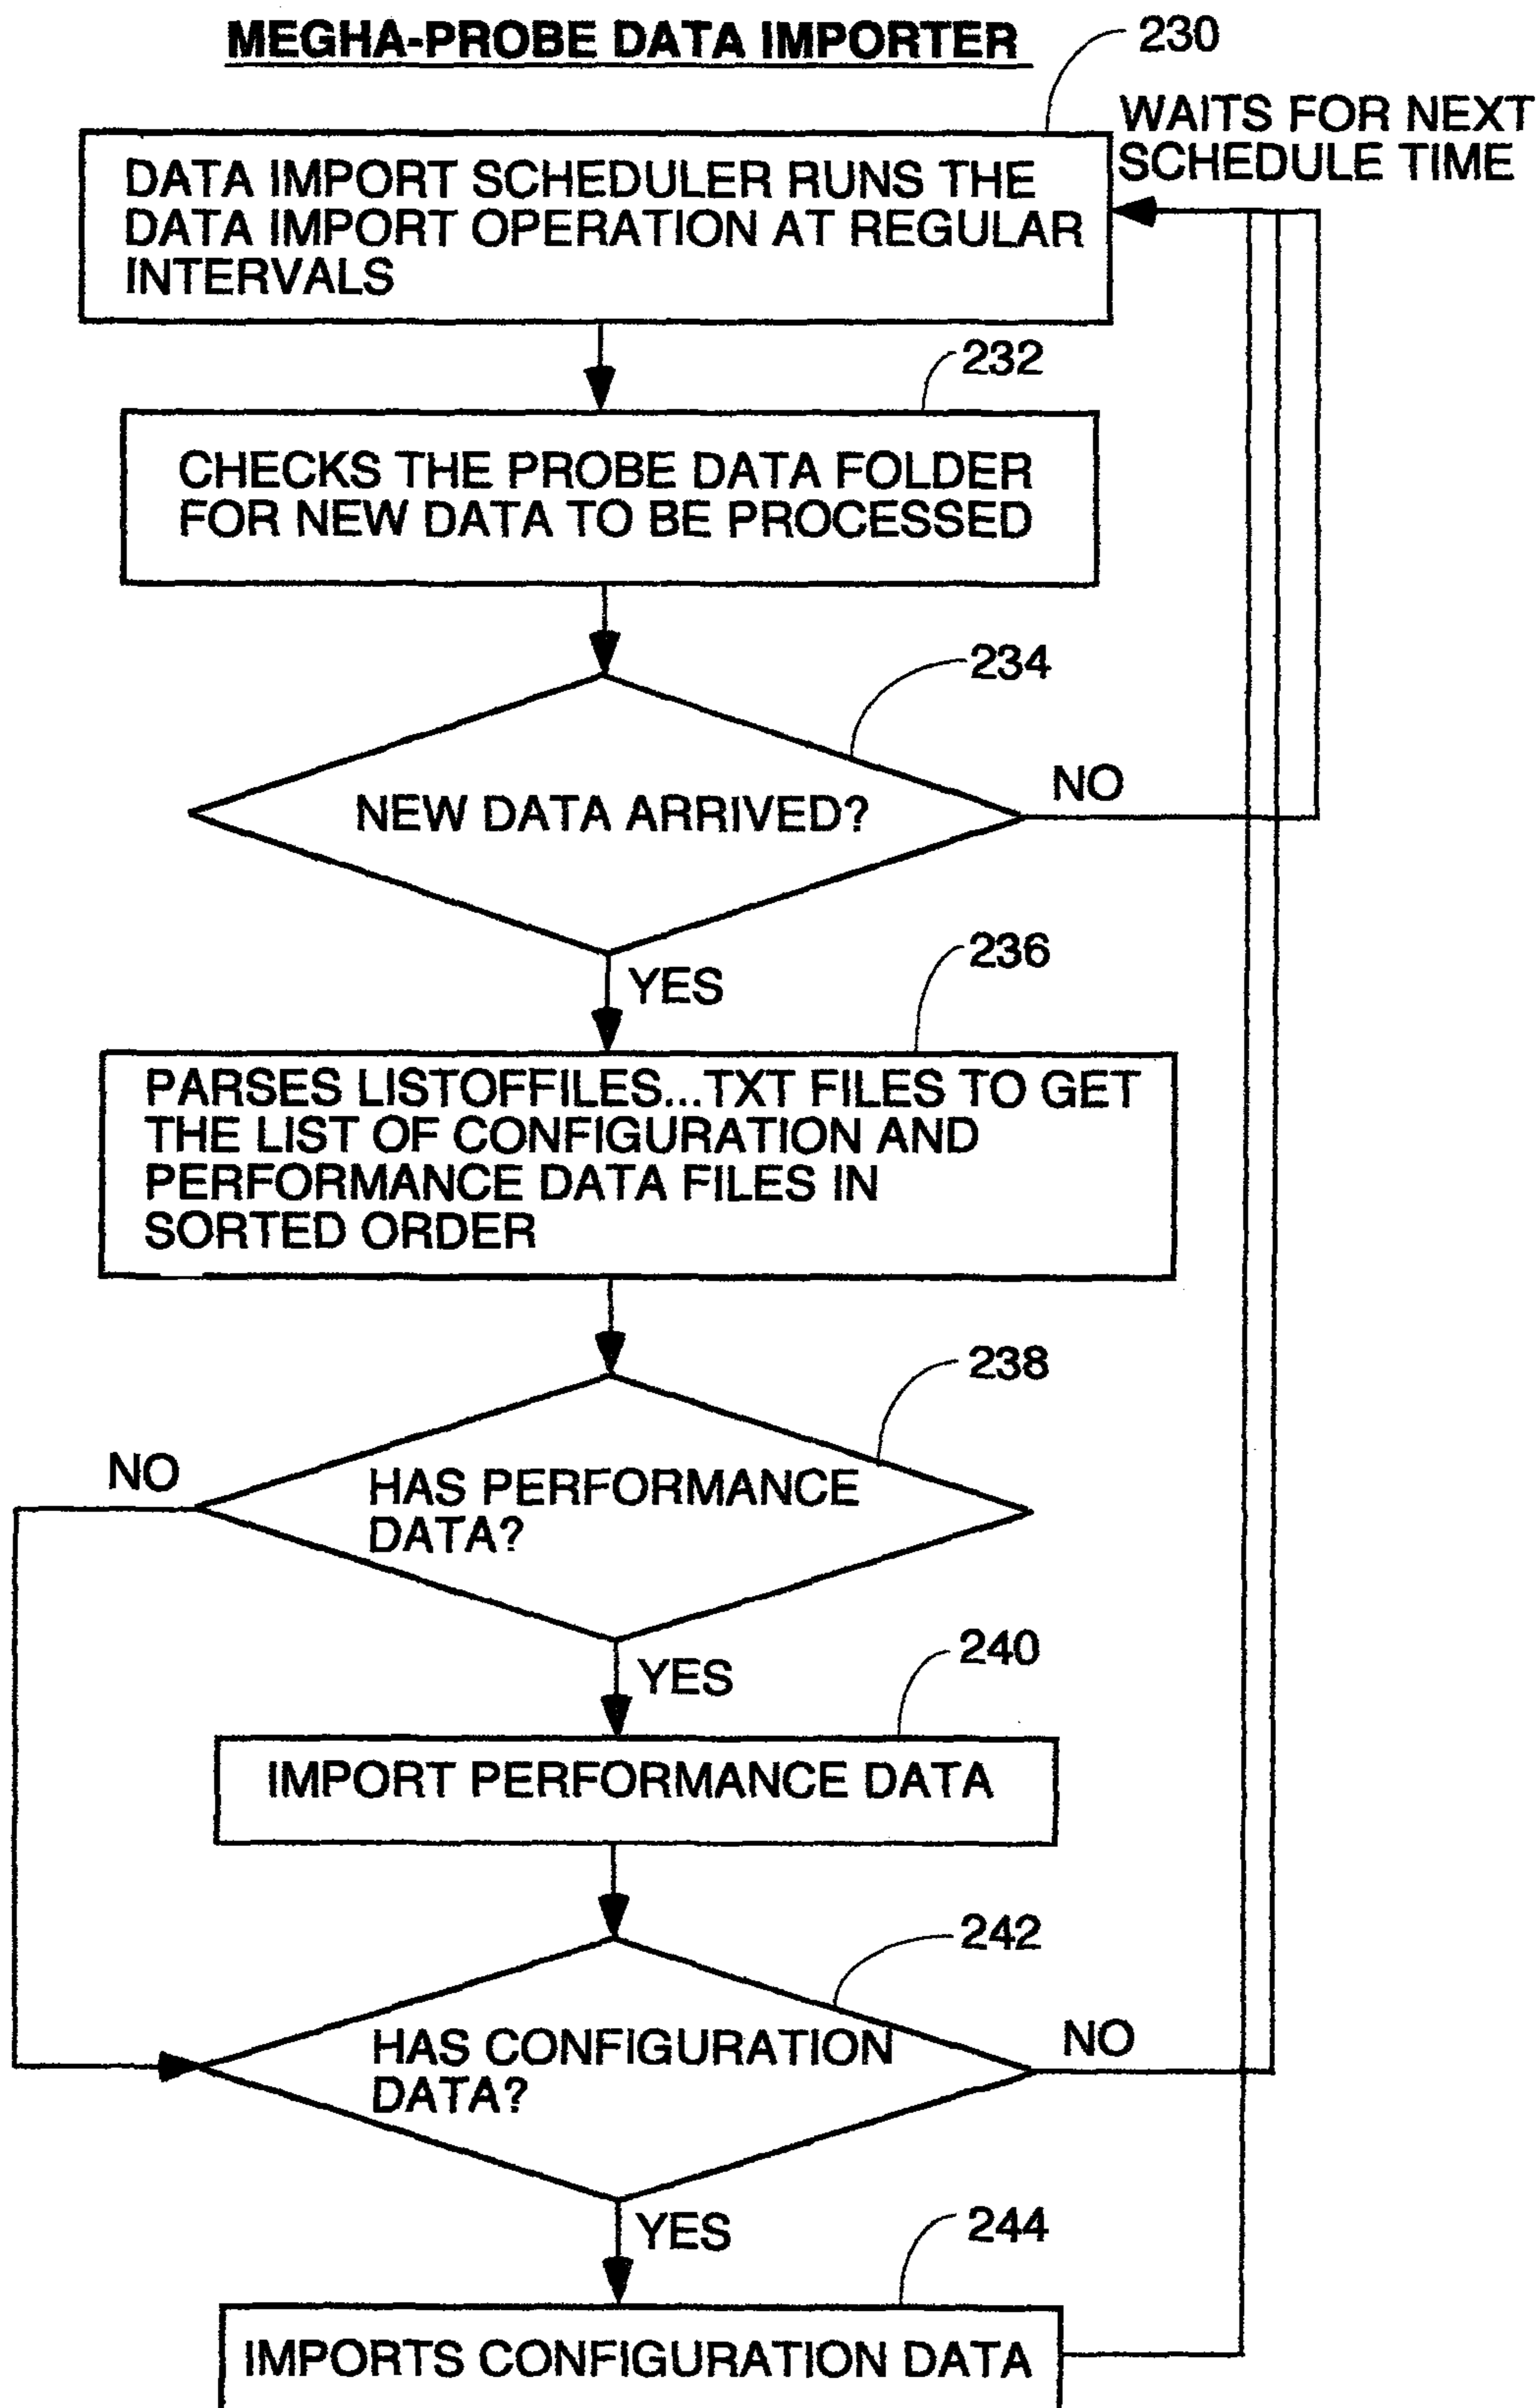 MEGHA-PROBE DATA IMPORTER
230
WAITS FOR NEXT
SCHEDULE TIME
DATA IMPORT SCHEDULER RUNS THE
DATA IMPORT OPERATION AT REGULAR
INTERVALS
232
CHECKS THE PROBE DATA FOLDER
FOR NEW DATA TO BE PROCESSED
234
NEW DATA ARRIVED?
NO
YES
236
PARSES LISTOFFILES...TXT FILES TO GET
THE LIST OF CONFIGURATION AND
PERFORMANCE DATA FILES IN
SORTED ORDER
238
NO
HAS PERFORMANCE
DATA?
YES
240
IMPORT PERFORMANCE DATA
242
HAS CONFIGURATION
DATA?
NO
YES
244
IMPORTS CONFIGURATION DATA